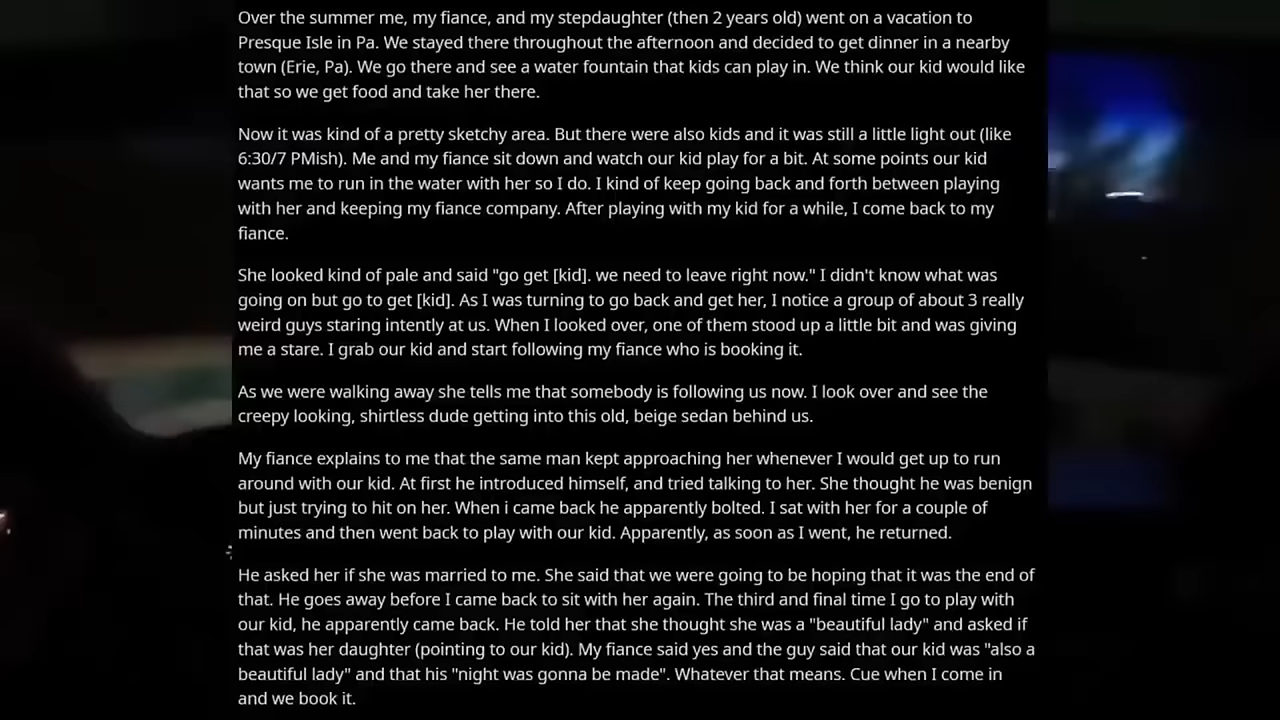 Over the summer me, my fiance, and my stepdaughter (then 2 years old) went on a vacation to
Presque Isle in Pa. We stayed there throughout the afternoon and decided to get dinner in a nearby
town (Erie, Pa). We go there and see a water fountain that kids can play in. We think our kid would like
that so we get food and take her there.
Now it was kind of a pretty sketchy area. But there were also kids and it was still a little light out (like
6:30/7 PMish). Me and my fiance sit down and watch our kid play for a bit. At some points our kid
wants me to run in the water with her so I do. I kind of keep going back and forth between playing
with her and keeping my fiance company. After playing with my kid for a while, I come back to my
fiance.
She looked kind of pale and said "go get [kid]. we need to leave right now." I didn't know what was
going on but go to get [kid]. As I was turning to go back and get her, I notice a group of about 3 really
weird guys staring intently at us. When I looked over, one of them stood up a little bit and was giving
me a stare. I grab our kid and start following my fiance who is booking it.
As we were walking away she tells me that somebody is following us now. I look over and see the
creepy looking, shirtless dude getting into this old, beige sedan behind us.
My fiance explains to me that the same man kept approaching her whenever I would get up to run
around with our kid. At first he introduced himself, and tried talking to her. She thought he was benign
but just trying to hit on her. When i came back he apparently bolted. I sat with her for a couple of
minutes and then went back to play with our kid. Apparently, as soon as I went, he returned.
He asked her if she was married to me. She said that we were going to be hoping that it was the end of
that. He goes away before I came back to sit with her again. The third and final time I go to play with
our kid, he apparently came back. He told her that she thought she was a "beautiful lady" and asked if
that was her daughter (pointing to our kid). My fiance said yes and the guy said that our kid was "also a
beautiful lady" and that his "night was gonna be made". Whatever that means. Cue when I come in
and we book it.